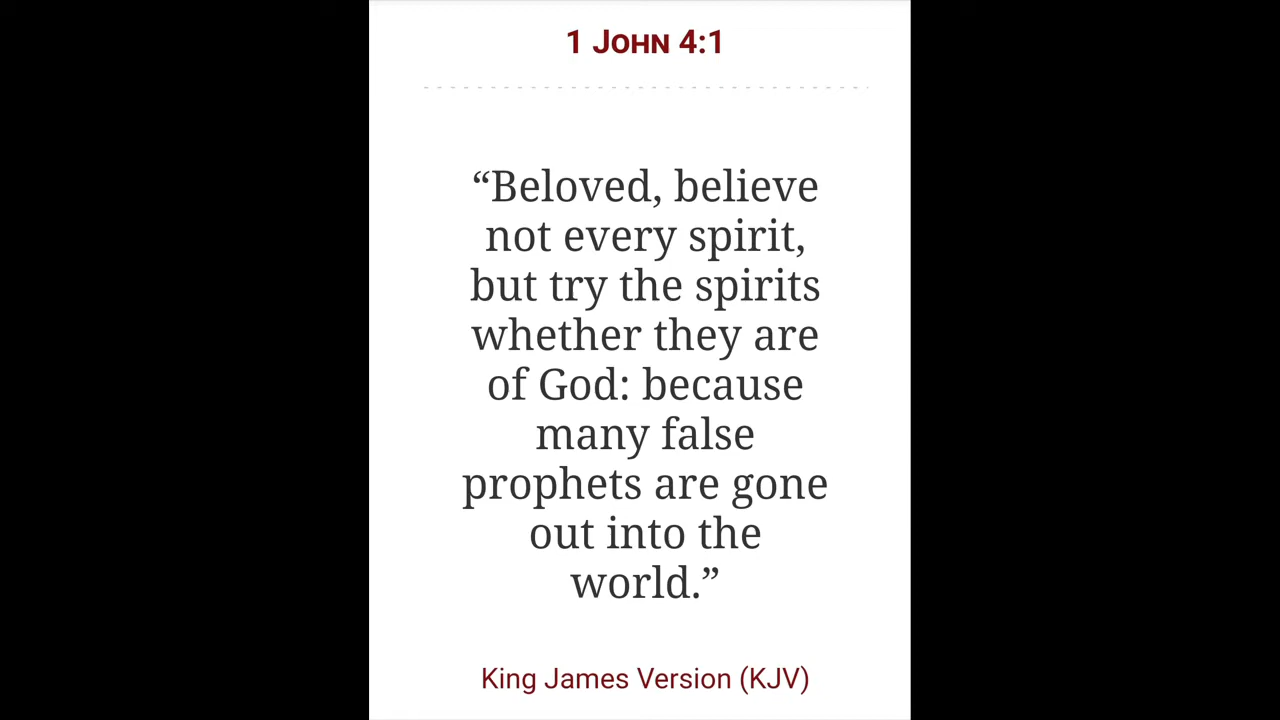 1 John 4:1
“Beloved, believe
not every spirit,
but try the spirits
whether they are
of God: because
many false
prophets are gone
out into the
world.”
King James Version (KJV)